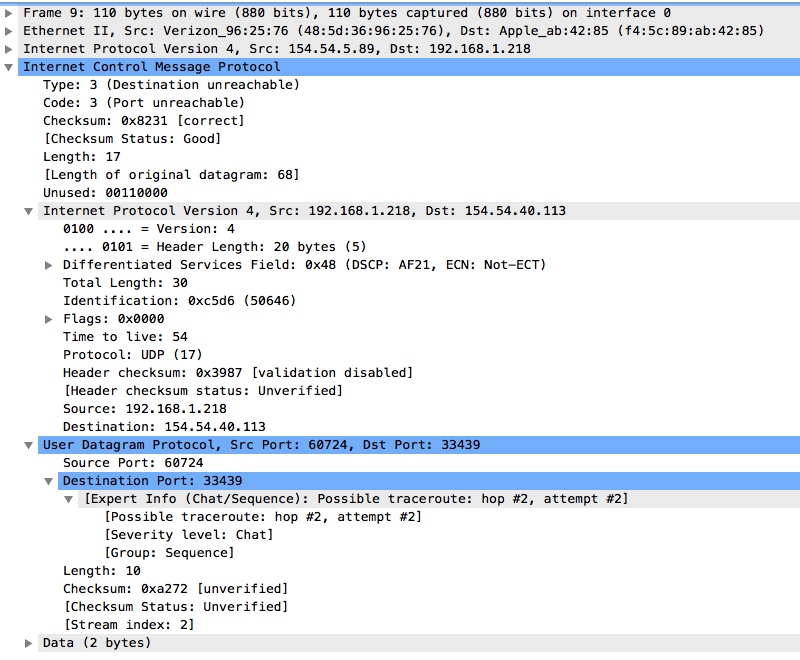 Frame 9: 110 bytes on wire (880 bits), 110 bytes captured (880 bits) on interface 0
Ethernet II, Src: Verizon_96:25:76 (48:5d:36:96:25:76), Dst: Apple_ab:42:85 (f4:5c:89:ab:42:85)
Internet Protocol Version 4, Src: 154.54.5.89, Dst: 192.168.1.218
Internet Control Message Protocol
Type: 3 (Destination unreachable)
Code: 3 (Port unreachable)
Checksum: 0x8231 [correct]
[Checksum Status: Good]
Length: 17
[Length of original datagram: 68]
Unused: 00110000
Internet Protocol Version 4, Src: 192.168.1.218, Dst: 154.54.40.113
0100 .... = Version: 4
.... 0101 = Header Length: 20 bytes (5)
Differentiated Services Field: 0x48 (DSCP: AF21, ECN: Not-ECT)
Total Length: 30
Identification: 0xc5d6 (50646)
Flags: 0x0000
Time to live: 54
Protocol: UDP (17)
Header checksum: 0x3987 [validation disabled]
[Header checksum status: Unverified]
Source: 192.168.1.218
Destination: 154.54.40.113
User Datagram Protocol, Src Port: 60724, Dst Port: 33439
Source Port: 60724
Destination Port: 33439
[Expert Info (Chat/Sequence): Possible traceroute: hop #2, attempt #2]
[Possible traceroute: hop #2, attempt #2]
[Severity level: Chat]
[Group: Sequence]
Length: 10
Checksum: 0xa272 [unverified]
[Checksum Status: Unverified]
[Stream index: 2]
Data (2 bytes)